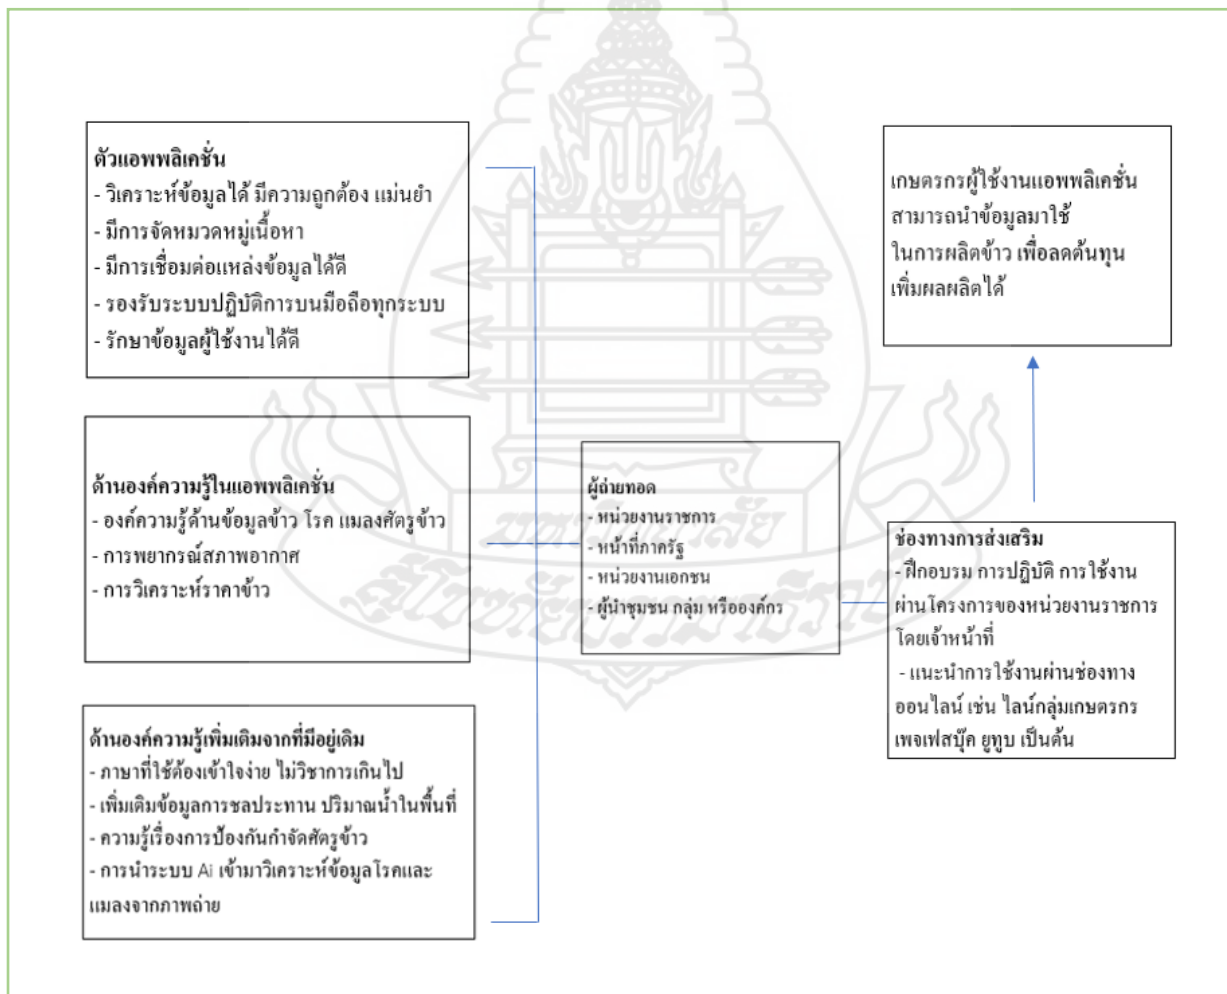 ตัวแอพพลิเคชั่น
- วิเคราะห์ข้อมูลได้ มีความถูกต้อง แม่นยำ
- มีการจัดหมวดหมู่เนื้อหา
- มีการเชื่อมต่อแหล่งข้อมูลได้ดี
- รองรับระบบปฏิบัติการบนมือถือทุกระบบ
- รักษาข้อมูลผู้ใช้งานได้ดี
ด้านองค์ความรู้ในแอพพลิเคชั่น
- องค์ความรู้ด้านข้อมูลข้าว โรค แมลงศัตรูข้าว
- การพยากรณ์สภาพอากาศ
- การวิเคราะห์ราคาข้าว
ด้านองค์ความรู้เพิ่มเติมจากที่มีอยู่เดิม
- ภาษาที่ใช้ต้องเข้าใจง่าย ไม่วิชาการเกินไป
- เพิ่มเติมข้อมูลการชลประทาน ปริมาณน้ำในพื้นที่
- ความรู้เรื่องการป้องกันกำจัดศัตรูข้าว
- การนำระบบ Ai เข้ามาวิเคราะห์ข้อมูลโรคและ
แมลงจากภาพถ่าย
ผู้ถ่ายทอด
- หน่วยงานราชการ
- หน้าที่ภาครัฐ
- หน่วยงานเอกชน
- ผู้นำชุมชน กลุ่ม หรือองค์กร
ช่องทางการส่งเสริม
- ฝึกอบรม การปฏิบัติ การใช้งาน
ผ่านโครงการของหน่วยงานราชการ
โดยเจ้าหน้าที่
- แนะนำการใช้งานผ่านช่องทาง
ออนไลน์ เช่น ไลน์กลุ่มเกษตรกร
เพจเฟสบุ๊ค ยูทูบ เป็นต้น
เกษตรกรผู้ใช้งานแอพพลิเคชั่น
สามารถนำข้อมูลมาใช้
ในการผลิตข้าว เพื่อลดต้นทุน
เพิ่มผลผลิตได้
มหาวิทยาลัย
สุโขทัยธรรมาธิราช